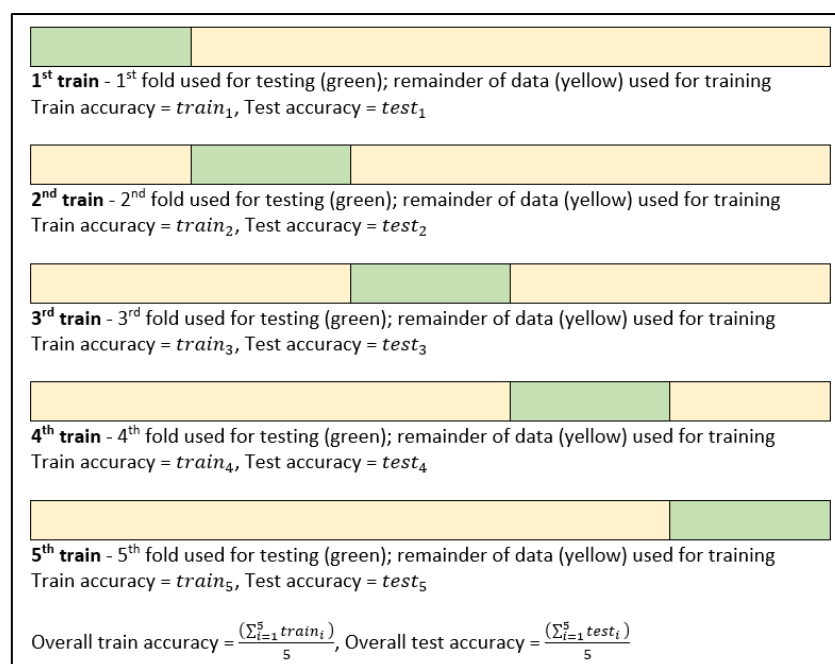 1st train - 1st fold used for testing (green); remainder of data (yellow) used for training
Train accuracy = train₁, Test accuracy = test₁
2nd train - 2nd fold used for testing (green); remainder of data (yellow) used for training
Train accuracy = train₂, Test accuracy = test₂
3rd train - 3rd fold used for testing (green); remainder of data (yellow) used for training
Train accuracy = train₃, Test accuracy = test₃
4th train - 4th fold used for testing (green); remainder of data (yellow) used for training
Train accuracy = train₄, Test accuracy = test₄
5th train - 5th fold used for testing (green); remainder of data (yellow) used for training
Train accuracy = train₅, Test accuracy = test₅
Overall train accuracy = (∑⁵ᵢ₌₁ trainᵢ)/5, Overall test accuracy = (∑⁵ᵢ₌₁ testᵢ)/5